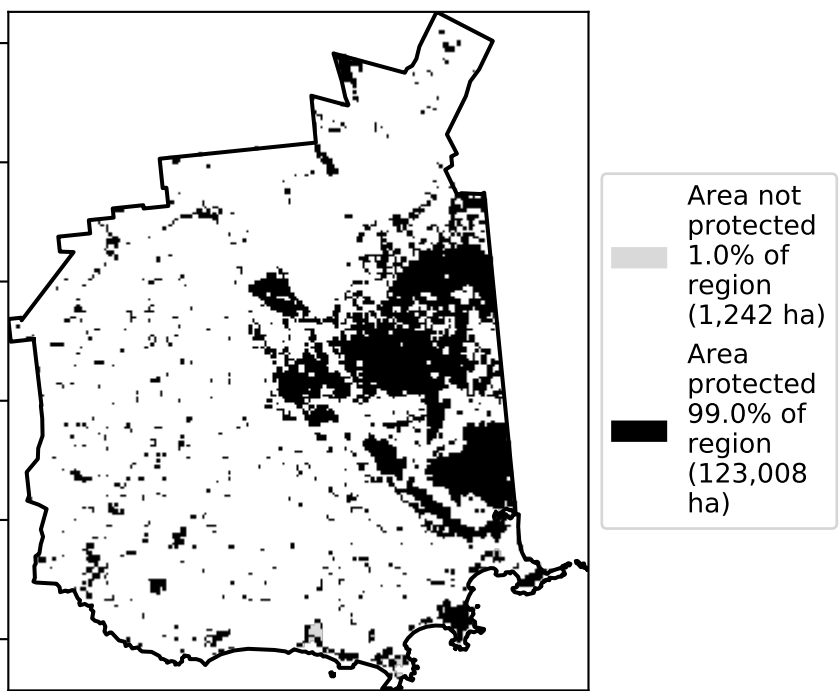 Area not
protected
1.0% of
region
(1,242 ha)
Area
protected
99.0% of
region
(123,008
ha)